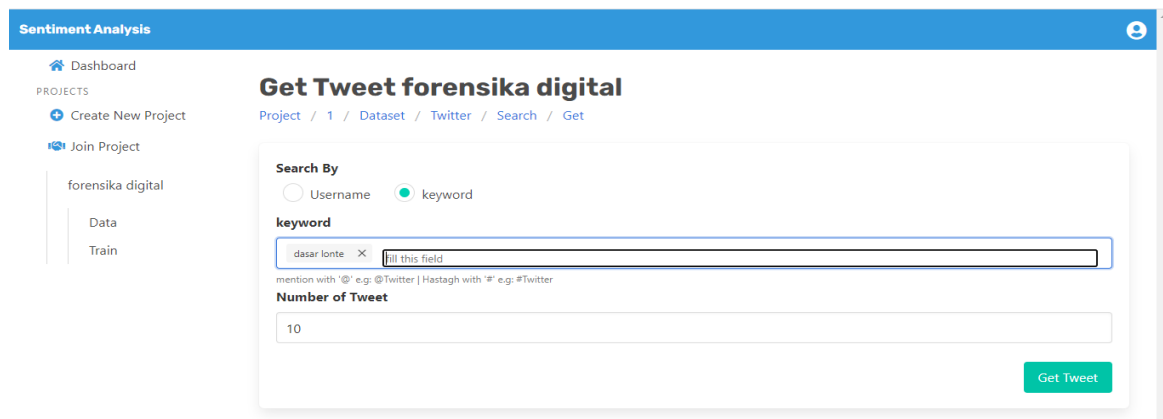 Sentiment Analysis
Dashboard
PROJECTS
Create New Project
Join Project
forensika digital
Data
Train
Get Tweet forensika digital
Project / 1 / Dataset / Twitter / Search / Get
Search By
Username keyword
keyword
dasar lonte ✕ fill this field
mention with '@' e.g: @Twitter | Hastagh with '#' e.g: #Twitter
Number of Tweet
10
Get Tweet